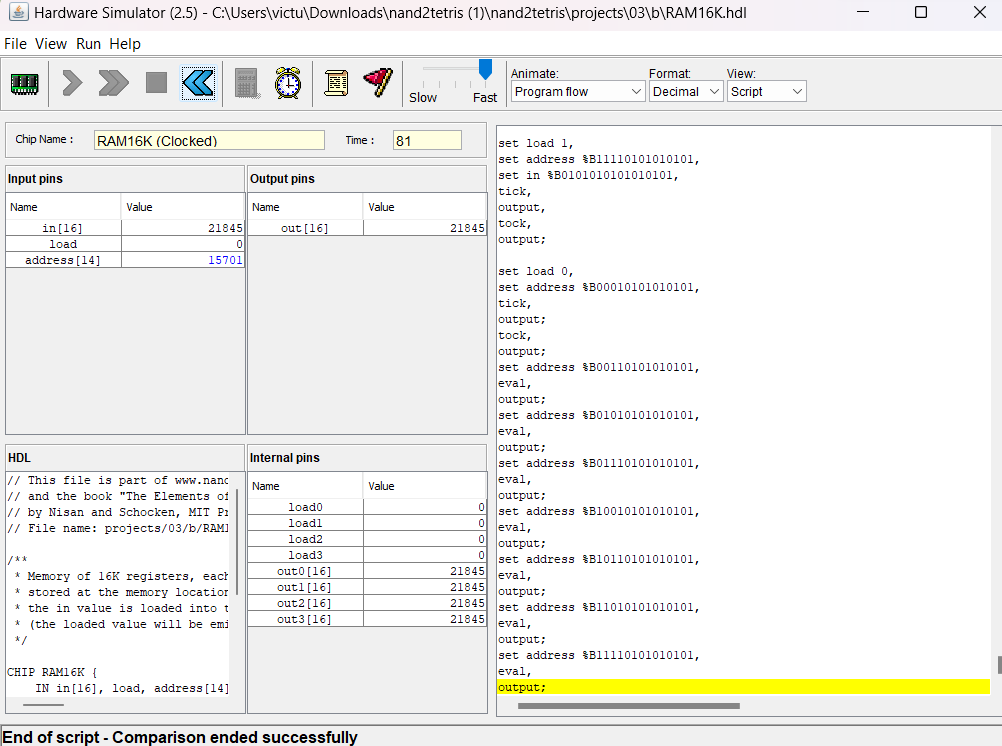 Hardware Simulator (2.5) - C:\Users\victu\Downloads\nand2tetris (1)\nand2tetris\projects\03\b\RAM16K.hdl
File View Run Help
Slow Fast
Animate: Format: View:
Program flow Decimal Script
Chip Name : RAM16K (Clocked) Time : 81
Input pins
Name Value
in[16] 21845
load 0
address[14] 15701
Output pins
Name Value
out[16] 21845
HDL
// This file is part of www.nand
// and the book "The Elements of
// by Nisan and Schocken, MIT Pr
// File name: projects/03/b/RAM1
/**
* Memory of 16K registers, each
* stored at the memory location
* the in value is loaded into t
* (the loaded value will be emi
*/
CHIP RAM16K {
IN in[16], load, address[14]
Internal pins
Name Value
load0 0
load1 0
load2 0
load3 0
out0[16] 21845
out1[16] 21845
out2[16] 21845
out3[16] 21845
set load 1,
set address %B11110101010101,
set in %B0101010101010101,
tick,
output,
tock,
output;
set load 0,
set address %B00010101010101,
tick,
output;
tock,
output;
set address %B00110101010101,
eval,
output;
set address %B01010101010101,
eval,
output;
set address %B01110101010101,
eval,
output;
set address %B10010101010101,
eval,
output;
set address %B10110101010101,
eval,
output;
set address %B11010101010101,
eval,
output;
set address %B11110101010101,
eval,
output;
End of script - Comparison ended successfully